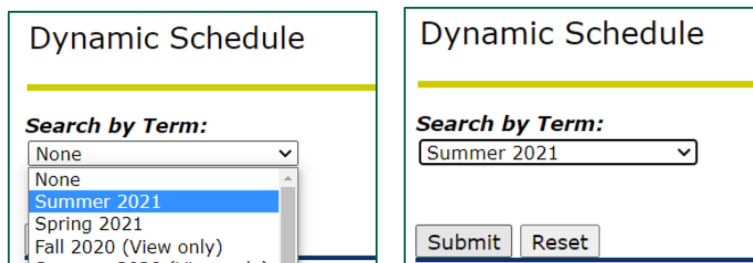 Dynamic Schedule
Search by Term:
None
None
Summer 2021
Spring 2021
Fall 2020 (View only)
Dynamic Schedule
Search by Term:
Summer 2021
Submit Reset